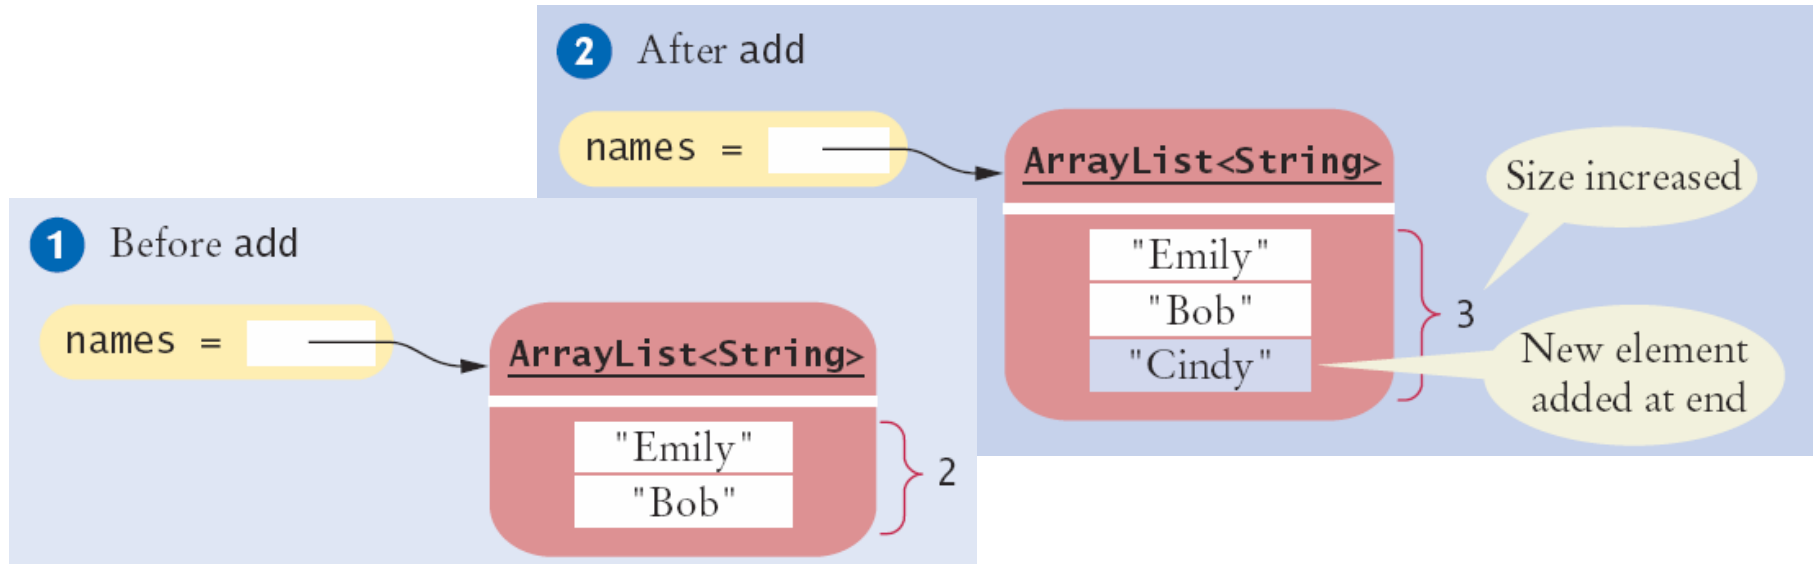 1 Before add
names =
ArrayList<String>
"Emily"
"Bob"
2
2 After add
names =
ArrayList<String>
"Emily"
"Bob"
"Cindy"
3
Size increased
New element
added at end